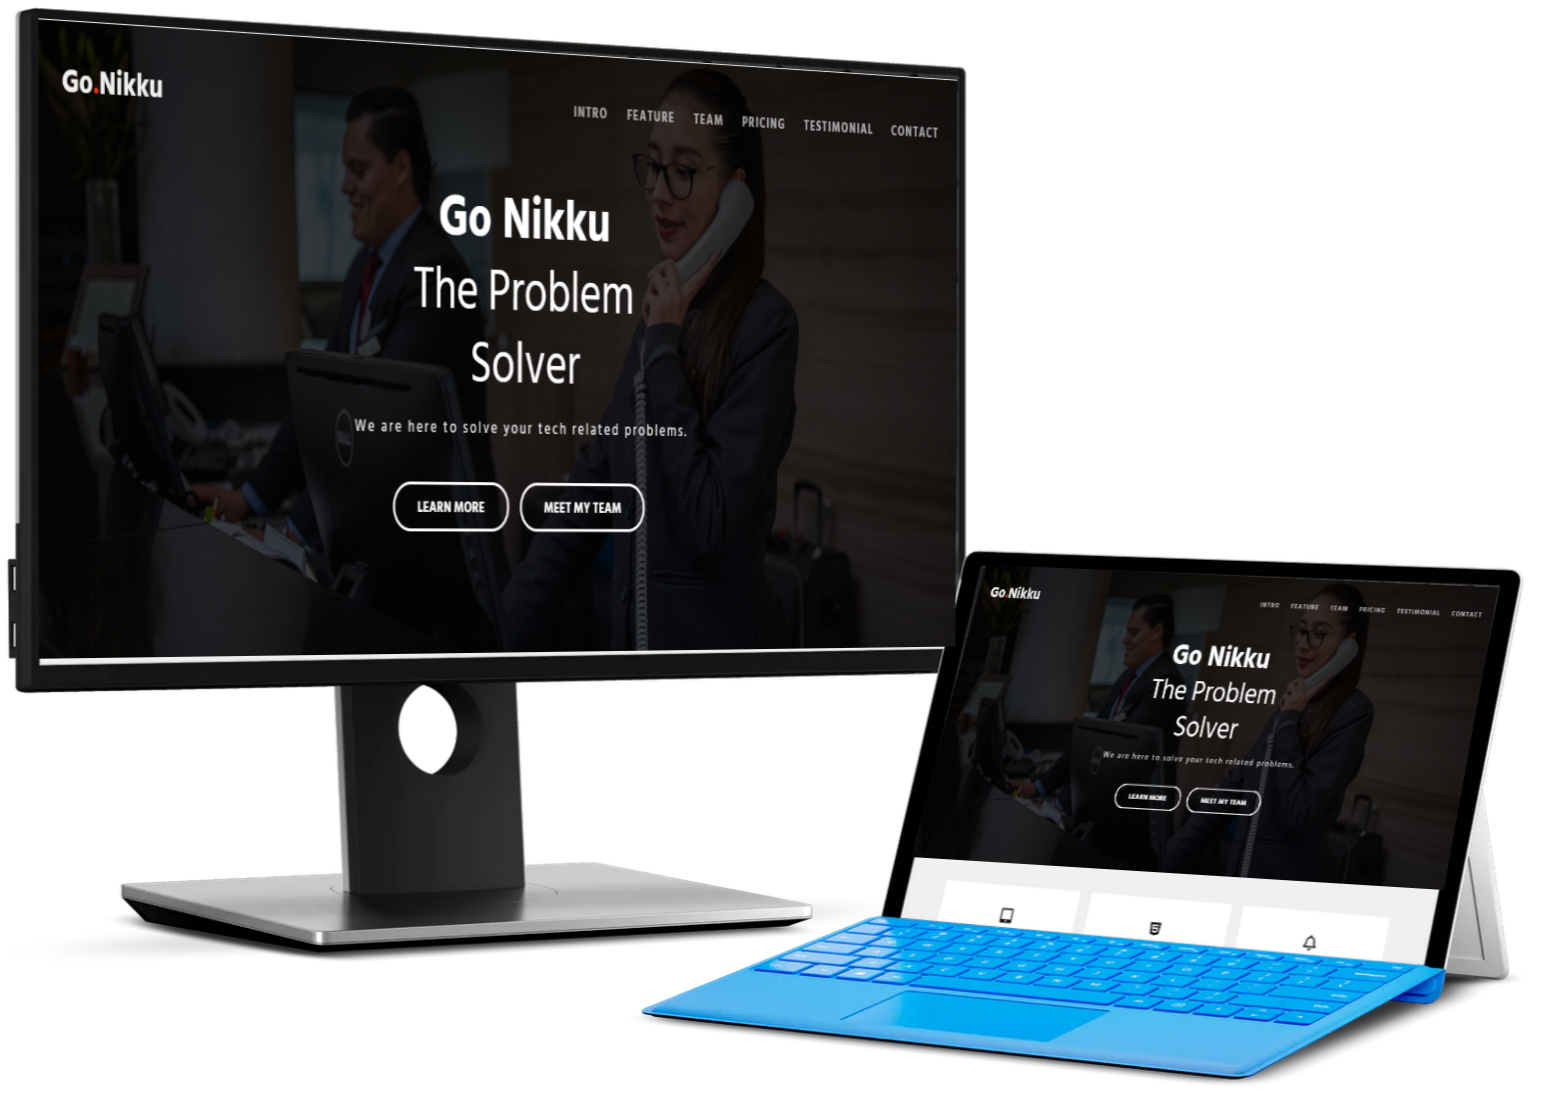 Go.Nikku
INTRO FEATURE TEAM PRICING TESTIMONIAL CONTACT
Go Nikku
The Problem
Solver
We are here to solve your tech related problems.
LEARN MORE MEET MY TEAM
DELL
Go.Nikku
INTRO FEATURE TEAM PRICING TESTIMONIAL CONTACT
Go Nikku
The Problem
Solver
We are here to solve your tech related problems.
LEARN MORE MEET MY TEAM